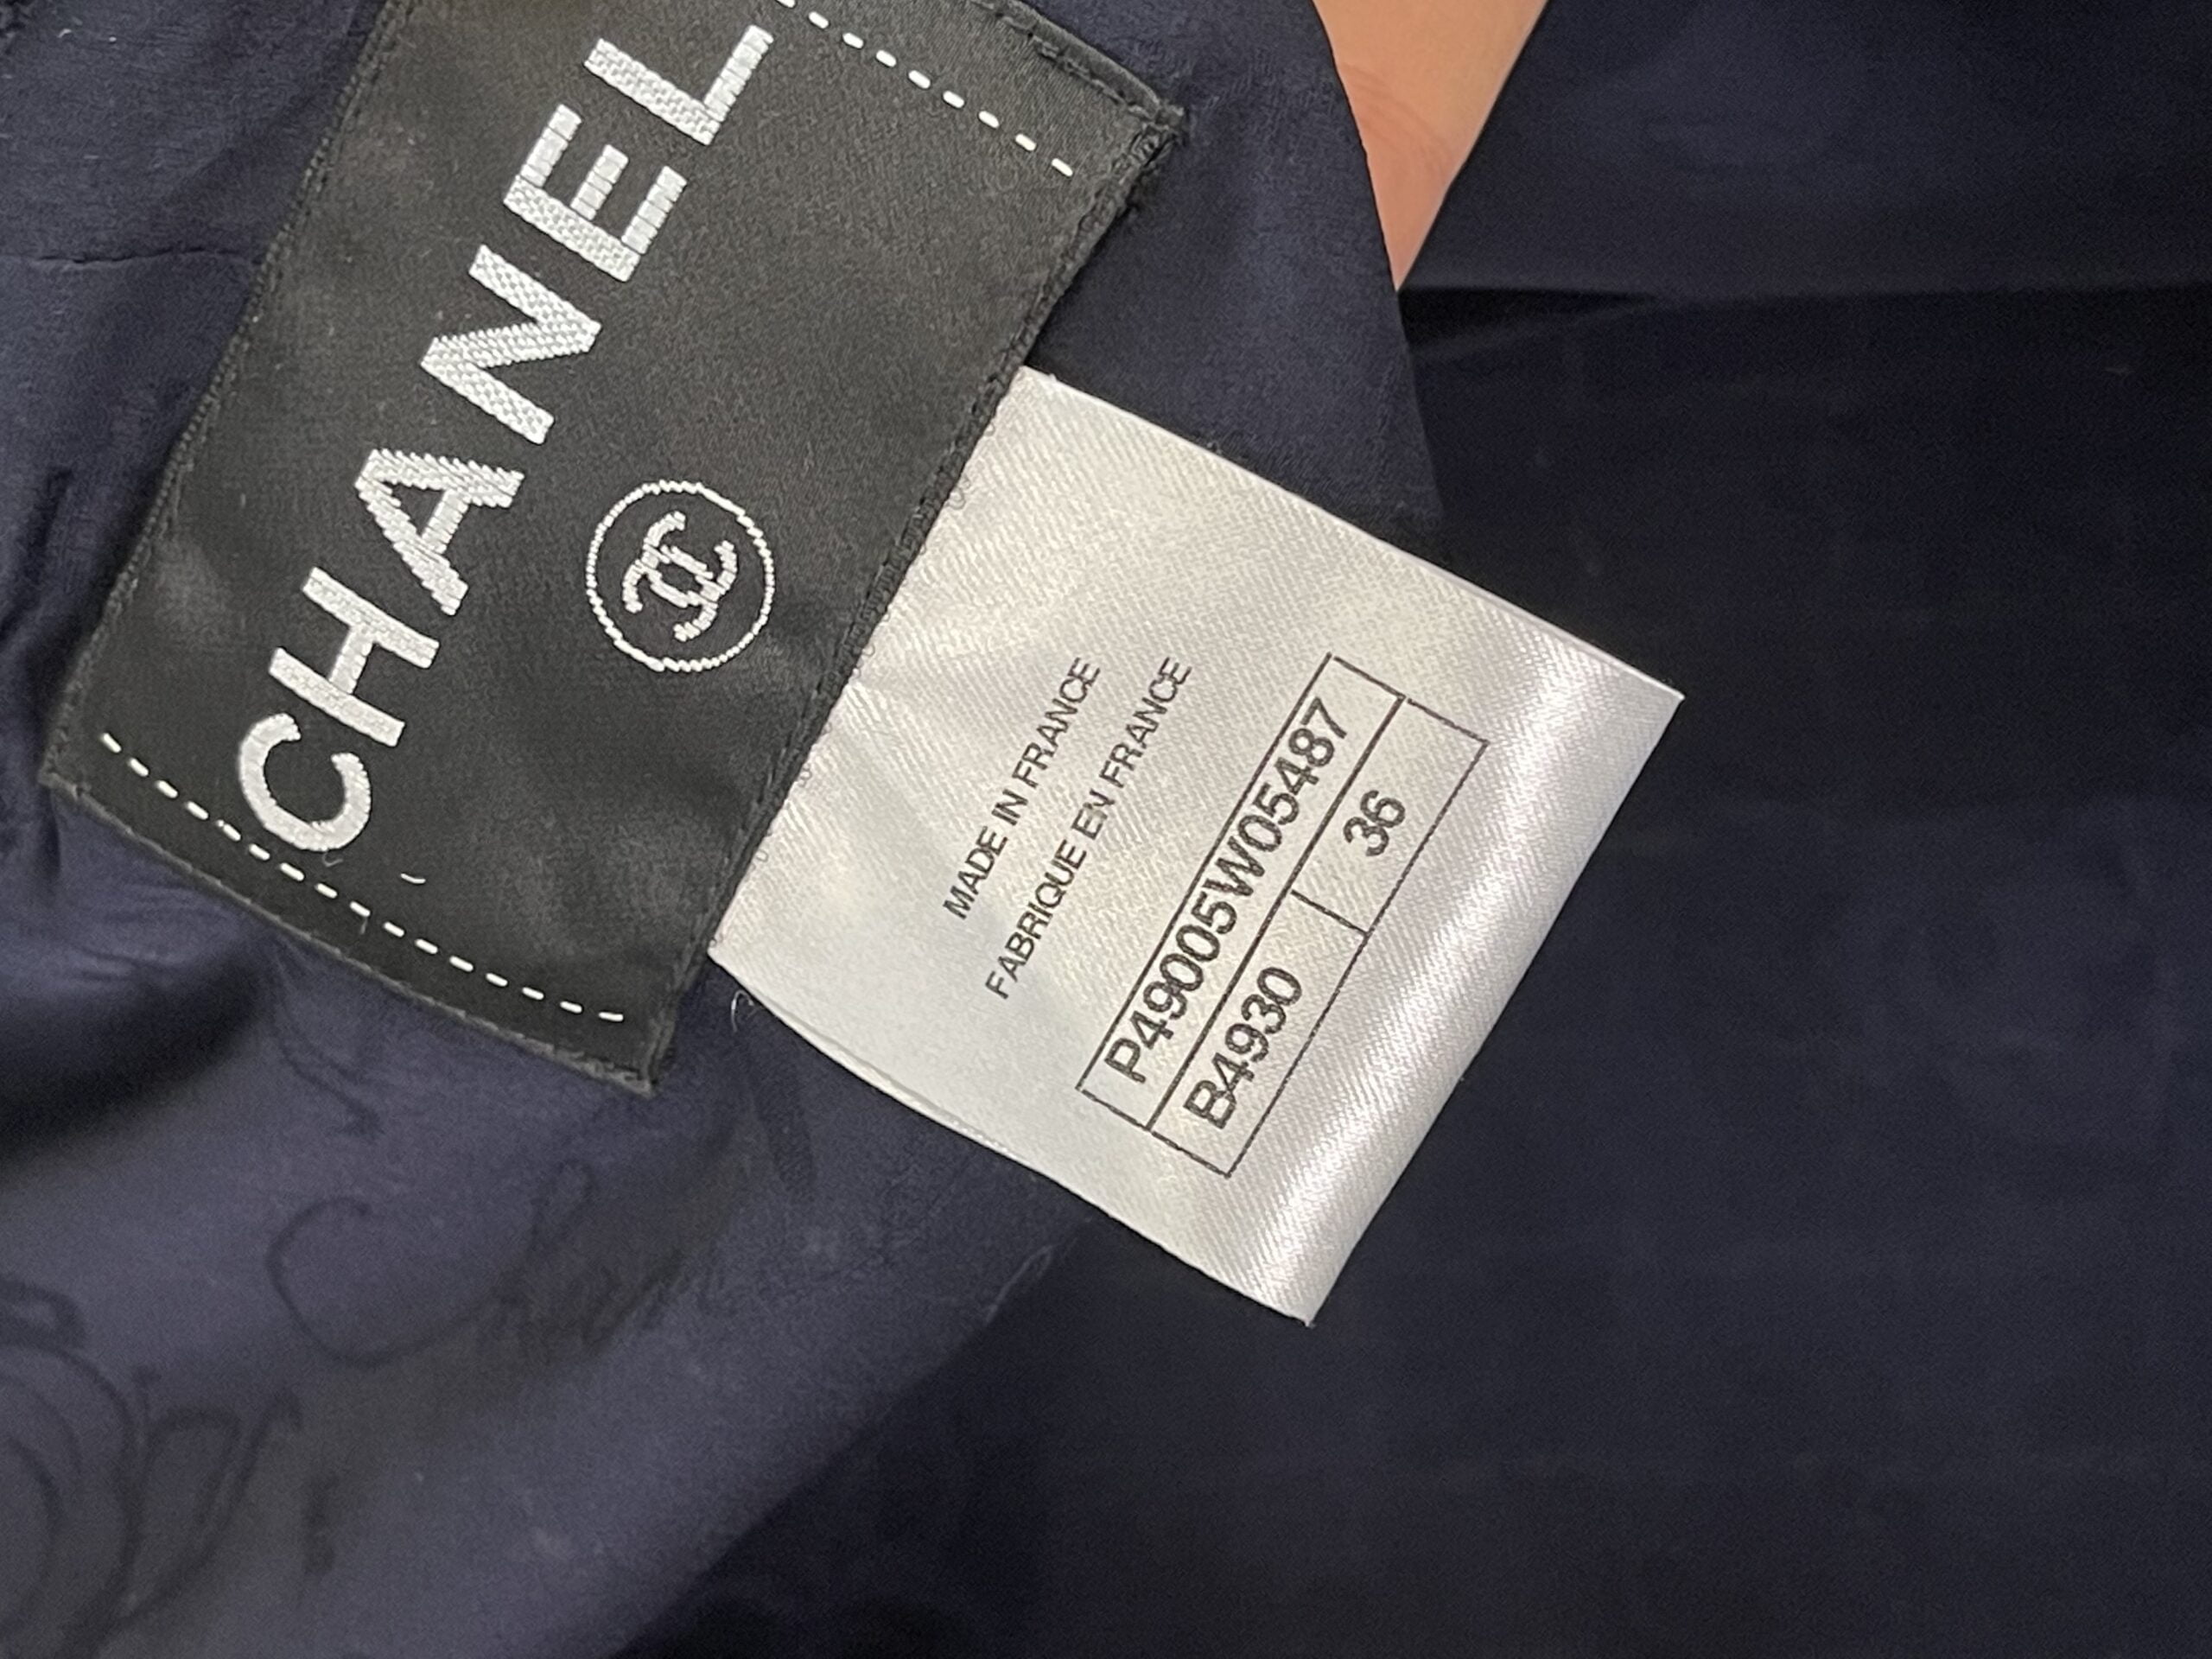 CHANEL
MADE IN FRANCE
FABRIQUE EN FRANCE
P49005W05487
B4930 36